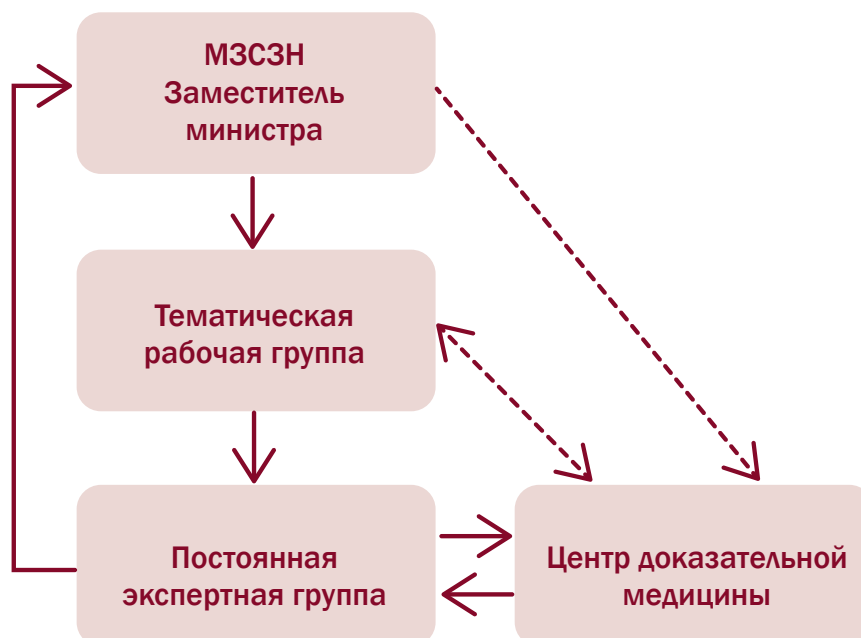 МЗСЗН
Заместитель
министра
Тематическая
рабочая группа
Постоянная
экспертная группа
Центр доказательной
медицины